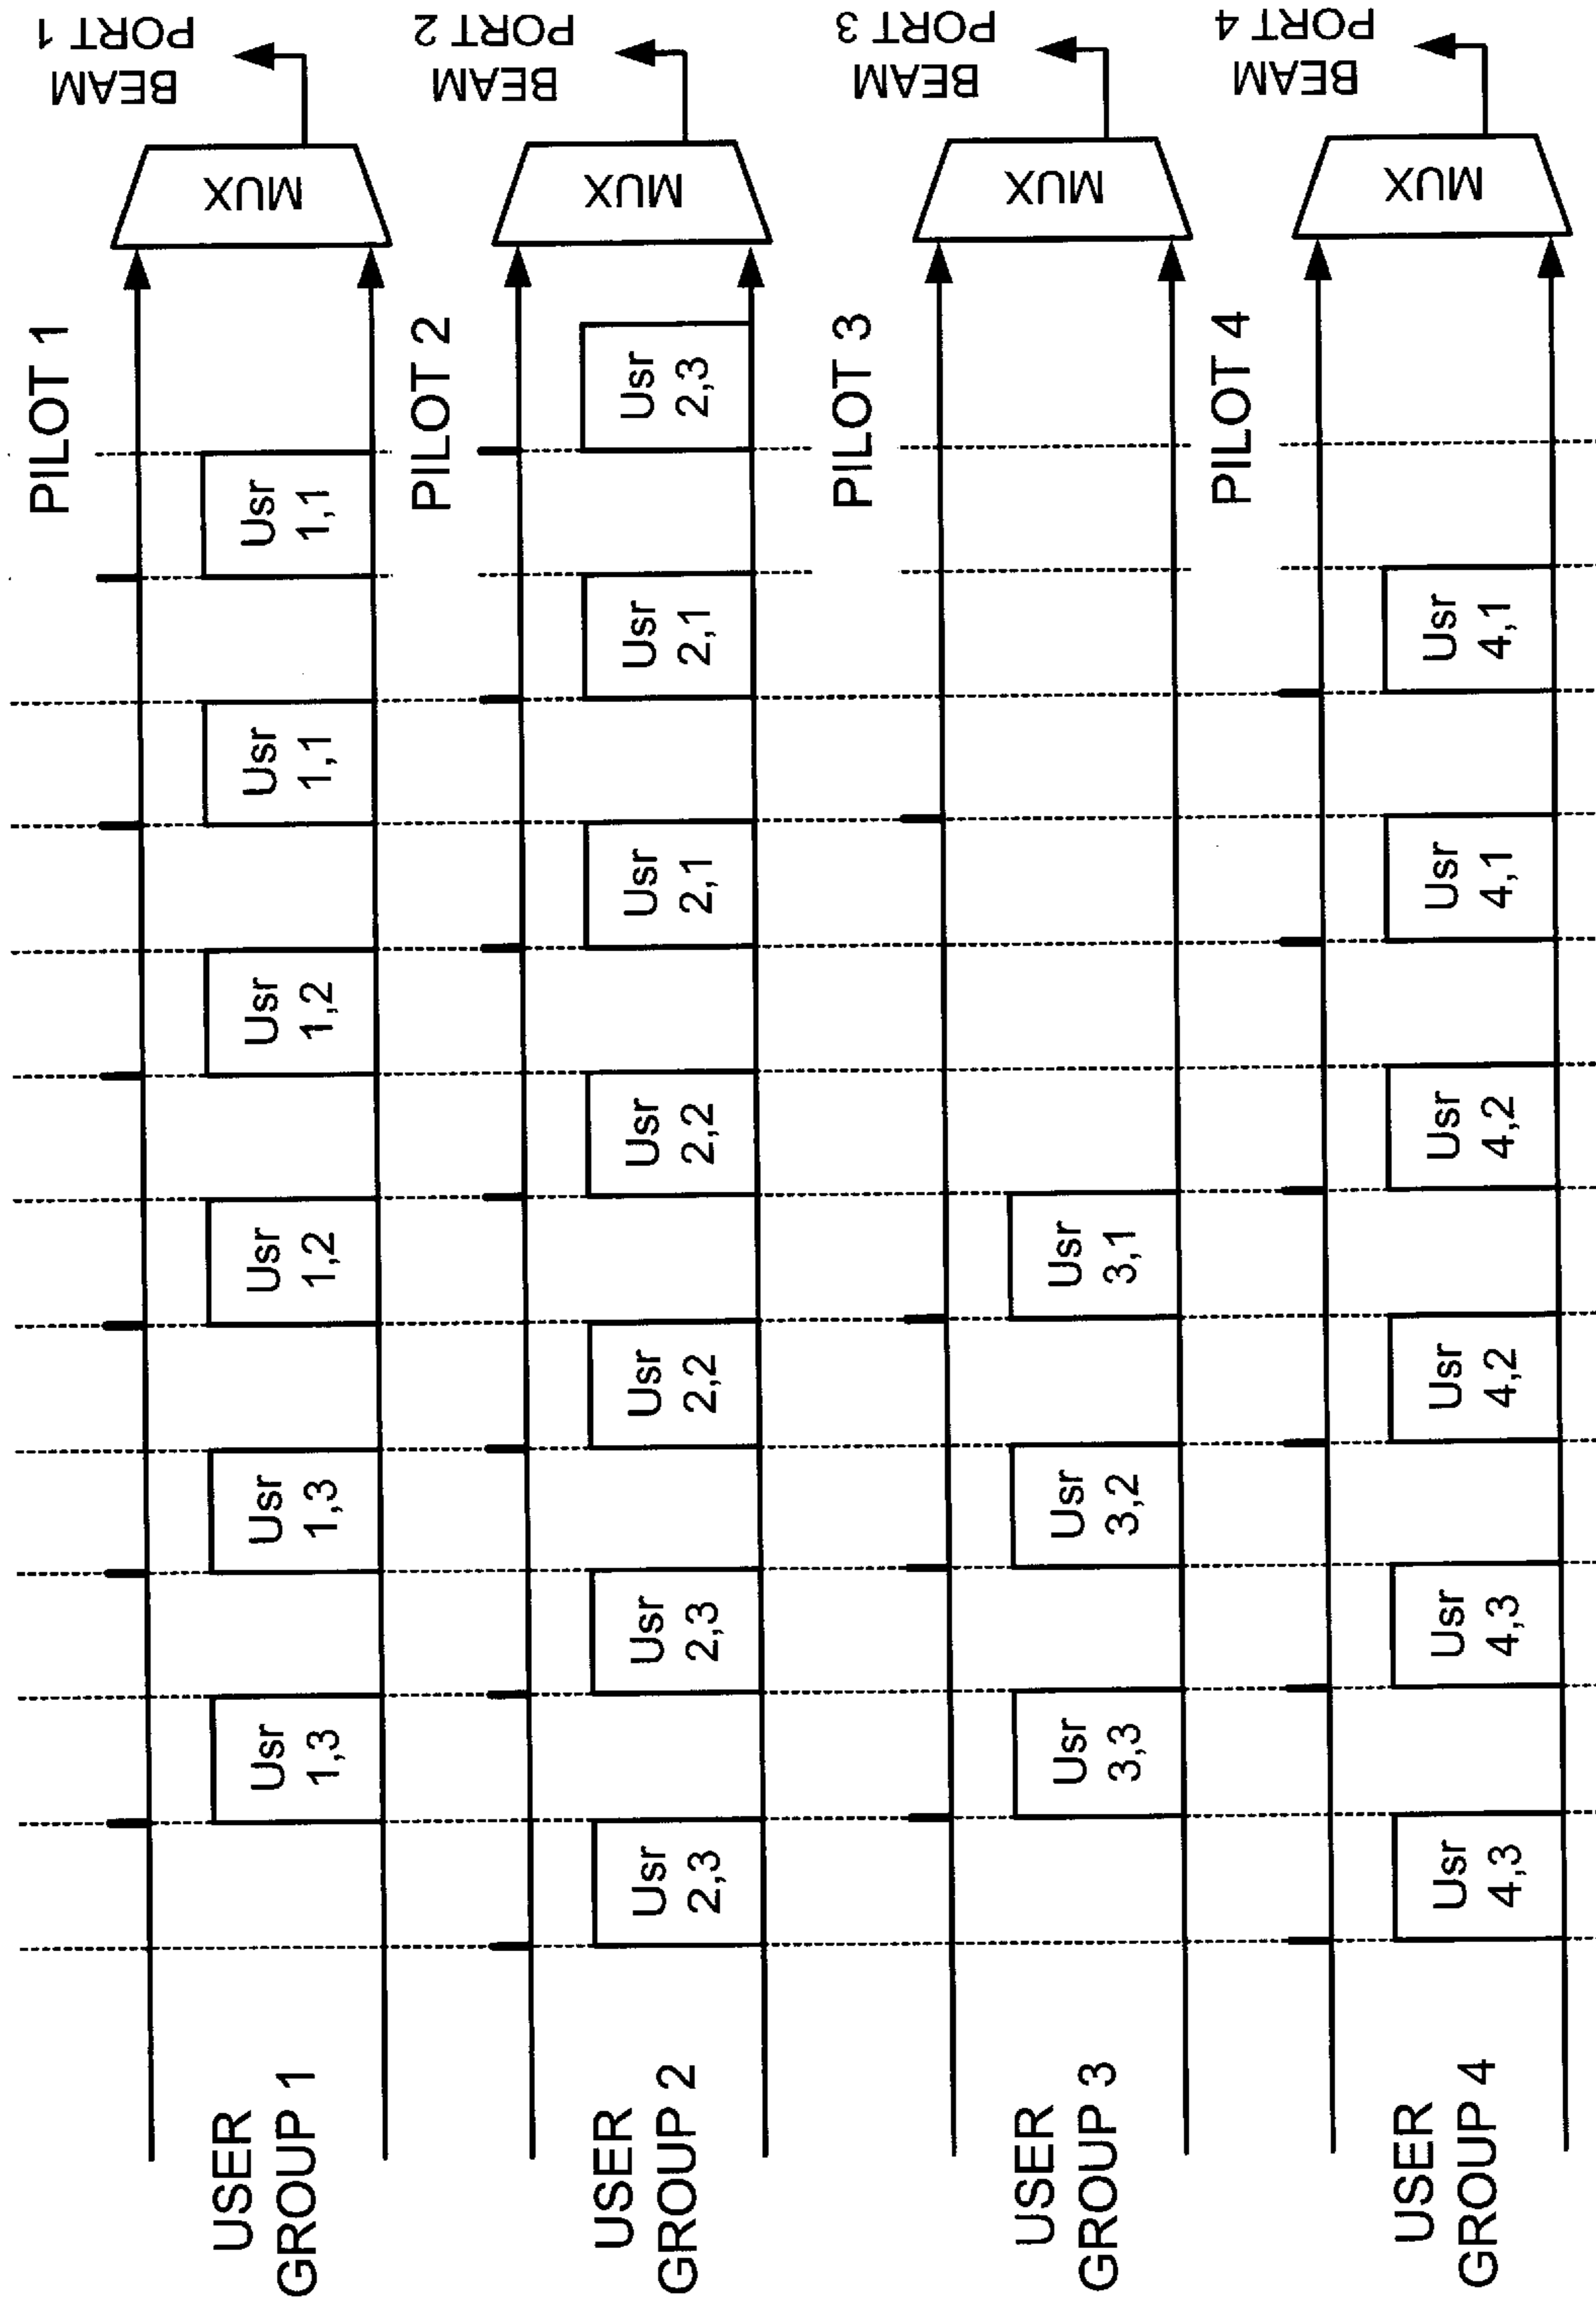 PILOT 1
USER
GROUP 1
Usr
1,3
Usr
1,3
Usr
1,2
Usr
1,2
Usr
1,1
Usr
1,1
MUX
BEAM
PORT 1
PILOT 2
USER
GROUP 2
Usr
2,3
Usr
2,3
Usr
2,2
Usr
2,2
Usr
2,1
Usr
2,1
Usr
2,3
MUX
BEAM
PORT 2
PILOT 3
USER
GROUP 3
Usr
3,3
Usr
3,2
Usr
3,1
MUX
BEAM
PORT 3
PILOT 4
USER
GROUP 4
Usr
4,3
Usr
4,3
Usr
4,2
Usr
4,2
Usr
4,1
Usr
4,1
MUX
BEAM
PORT 4